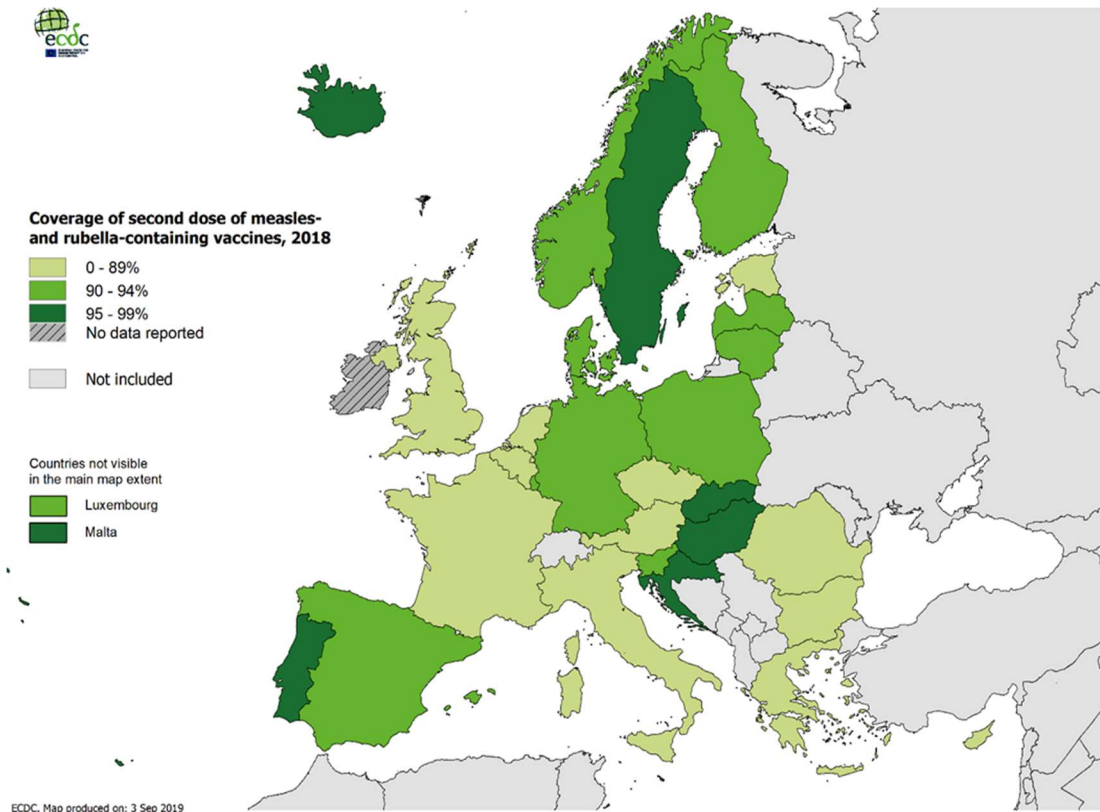 ecdc
Coverage of second dose of measles-
and rubella-containing vaccines, 2018
0 - 89%
90 - 94%
95 - 99%
No data reported
Not included
Countries not visible
in the main map extent
Luxembourg
Malta
ECDC. Map produced on: 3 Sep 2019